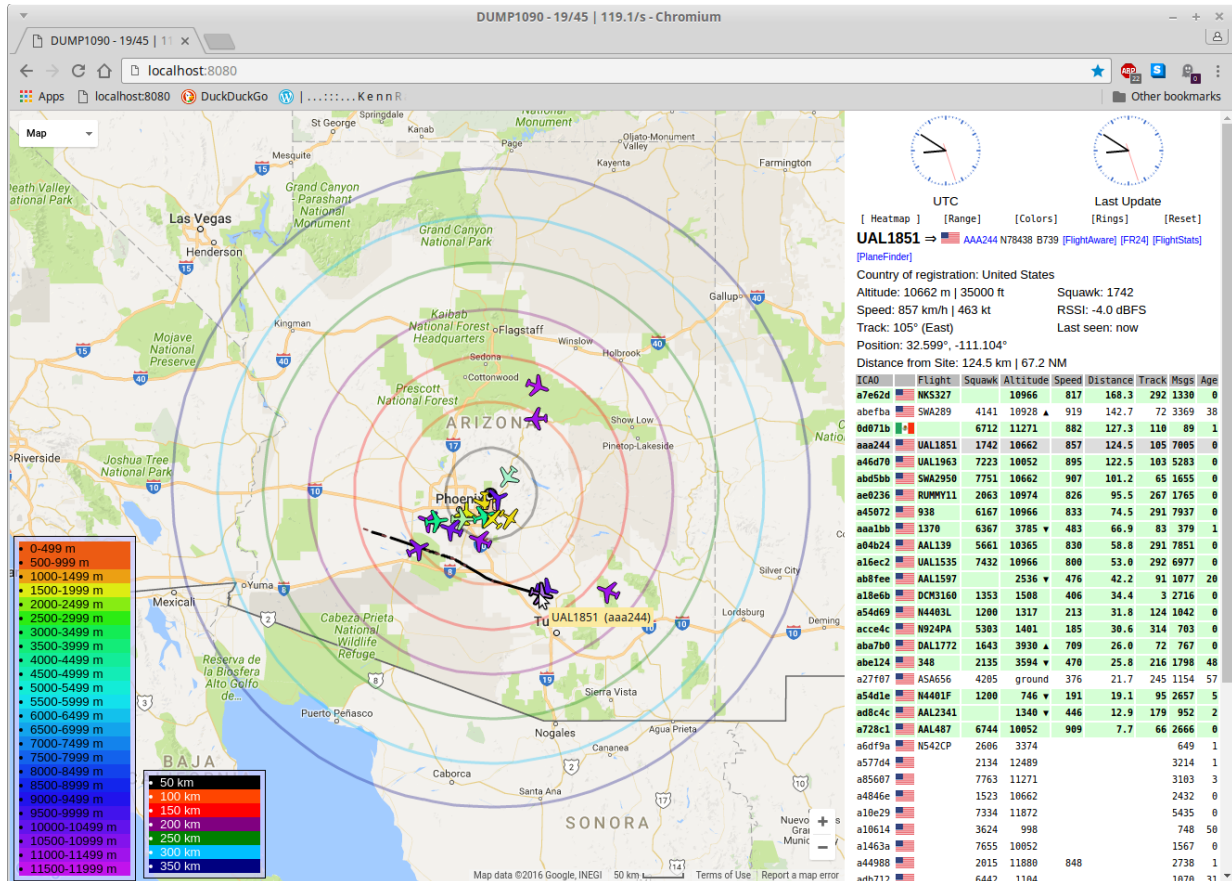 DUMP1090 - 19/45 | 119.1/s - Chromium
DUMP1090 - 19/45 | 11
localhost:8080
ABP
22
S
0
Apps
localhost:8080
DuckDuckGo
|...:::... K e n n R
Other bookmarks
Map
St George
Springdale
Kanab
National Monument
Page
Oljato-Monument Valley
Kayenta
Farmington
Mesquite
Death Valley National Park
Grand Canyon - Parashant National Monument
Las Vegas
Henderson
Grand Canyon National Park
Gallup
Kingman
Kaibab National Forest Headquarters
Flagstaff
Winslow
Holbrook
Mojave National Preserve
Sedona
Cottonwood
Prescott National Forest
ARIZONA
Show Low
Pinetop-Lakeside
Riverside
Joshua Tree National Park
Phoenix
Yuma
Mexicali
Silver City
Lordsburg
Deming
Cabeza Prieta National Wildlife Refuge
UAL1851 (aaa244)
Tu
Reserva de la Biosfera Alto Golfo de...
Sierra Vista
Puerto Peñasco
Nogales
Agua Prieta
Cananea
BAJA
Caborca
Santa Ana
SONORA
0-499 m
500-999 m
1000-1499 m
1500-1999 m
2000-2499 m
2500-2999 m
3000-3499 m
3500-3999 m
4000-4499 m
4500-4999 m
5000-5499 m
5500-5999 m
6000-6499 m
6500-6999 m
7000-7499 m
7500-7999 m
8000-8499 m
8500-8999 m
9000-9499 m
9500-9999 m
10000-10499 m
10500-10999 m
11000-11499 m
11500-11999 m
50 km
100 km
150 km
200 km
250 km
300 km
350 km
Map data ©2016 Google, INEGI 50 km Terms of Use Report a map error
UTC Last Update
[ Heatmap ] [Range] [Colors] [Rings] [Reset]
UAL1851 ⇒ AAA244 N78438 B739 [FlightAware] [FR24] [FlightStats]
[PlaneFinder]
Country of registration: United States
Altitude: 10662 m | 35000 ft Squawk: 1742
Speed: 857 km/h | 463 kt RSSI: -4.0 dBFS
Track: 105° (East) Last seen: now
Position: 32.599°, -111.104°
Distance from Site: 124.5 km | 67.2 NM
ICAO Flight Squawk Altitude Speed Distance Track Msgs Age
a7e62d NKS327 10966 817 168.3 292 1330 0
abefba SWA289 4141 10928 ▲ 919 142.7 72 3369 38
0d071b 6712 11271 882 127.3 110 89 1
aaa244 UAL1851 1742 10662 857 124.5 105 7005 0
a46d70 UAL1963 7223 10052 895 122.5 103 5283 0
abd5bb SWA2950 7751 10662 907 101.2 65 1655 0
ae0236 RUMMY11 2063 10974 826 95.5 267 1765 0
a45072 938 6167 10966 833 74.5 291 7937 0
aaa1bb 1370 6367 3785 ▼ 483 66.9 93 379 1
a04b24 AAL139 5661 10365 830 58.8 291 7851 0
a16ec2 UAL1535 7432 10966 800 53.0 292 6977 0
ab8fee AAL1597 2536 ▼ 476 42.2 91 1077 20
a18e6b DCM3160 1353 1508 406 34.4 3 2716 0
a54d69 N4403L 1200 1317 213 31.8 124 1042 0
acce4c N924PA 5303 1401 185 30.6 314 703 0
aba7b0 DAL1772 1643 3930 ▲ 709 26.0 72 767 0
abe124 348 2135 3594 ▼ 470 25.8 216 1798 48
a27f07 ASA656 4205 ground 376 21.7 245 1154 57
a54d1e N4401F 1200 746 ▼ 191 19.1 95 2657 5
ad8c4c AAL2341 1340 ▼ 446 12.9 179 952 2
a728c1 AAL487 6744 10052 909 7.7 66 2666 0
a6df9a N542CP 2606 3374 649 1
a577d4 2134 12489 3214 1
a85607 7763 11271 3103 3
a4846e 1523 10662 2432 0
a10e29 7334 11872 5435 0
a10614 3624 998 748 50
a1463a 7655 10052 1567 0
a44988 2015 11880 848 2738 1
adb712 6442 1104 1070 31